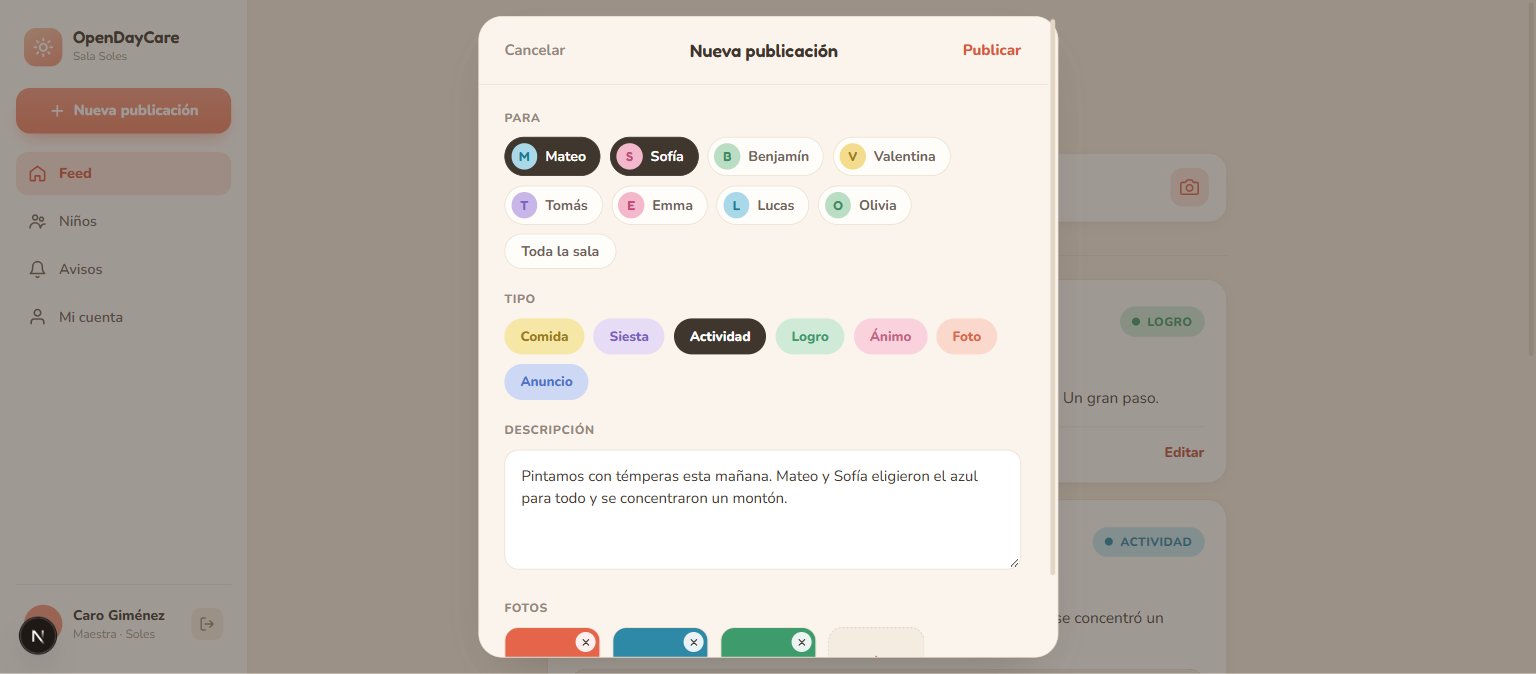 OpenDayCare
Sala Soles
+ Nueva publicación
Feed
Niños
Avisos
Mi cuenta
Caro Giménez
Maestra · Soles
N
Cancelar
Nueva publicación
Publicar
PARA
M Mateo
S Sofía
B Benjamín
V Valentina
T Tomás
E Emma
L Lucas
O Olivia
Toda la sala
TIPO
Comida
Siesta
Actividad
Logro
Ánimo
Foto
Anuncio
DESCRIPCIÓN
Pintamos con témperas esta mañana. Mateo y Sofía eligieron el azul
para todo y se concentraron un montón.
FOTOS
LOGRO
Un gran paso.
Editar
ACTIVIDAD
se concentró un